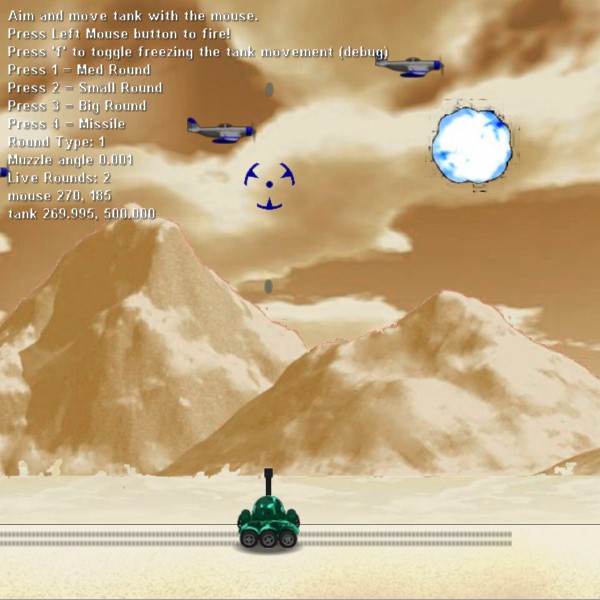 Aim and move tank with the mouse.
Press Left Mouse button to fire!
Press 'f' to toggle freezing the tank movement (debug)
Press 1 = Med Round
Press 2 = Small Round
Press 3 = Big Round
Press 4 = Missile
Round Type: 1
Muzzle angle 0.001
Live Rounds: 2
mouse 270, 185
tank 269.995, 500.000